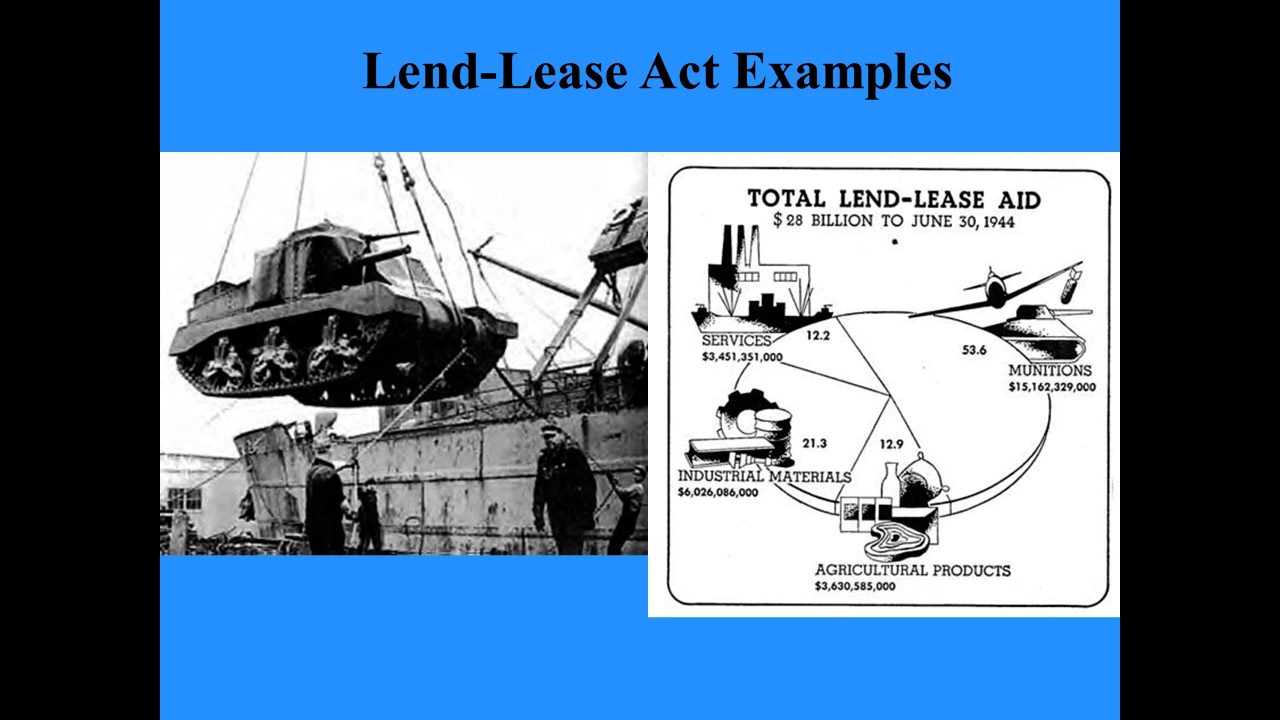 Lend-Lease Act Examples
TOTAL LEND-LEASE AID
$28 BILLION TO JUNE 30, 1944
SERVICES
$3,451,351,000
12.2
53.6
MUNITIONS
$15,162,329,000
21.3
INDUSTRIAL MATERIALS
$6,026,086,000
12.9
AGRICULTURAL PRODUCTS
$3,630,585,000